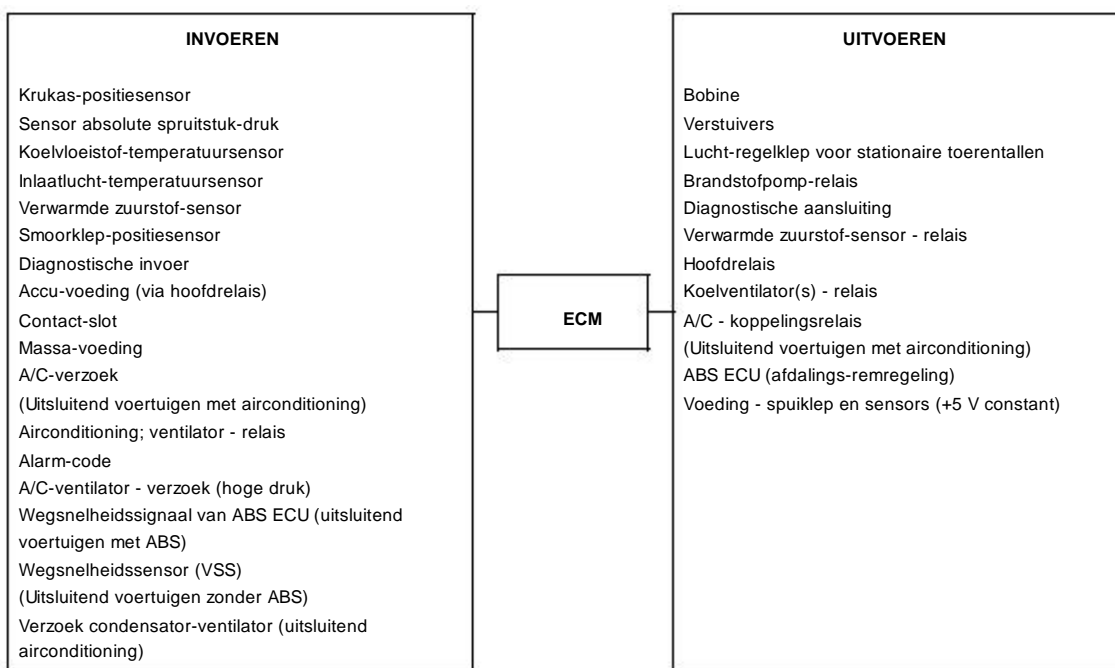 INVOEREN
Krukas-positiesensor
Sensor absolute spruitstuk-druk
Koelvloeistof-temperatuursensor
Inlaatlucht-temperatuursensor
Verwarmde zuurstof-sensor
Smoorklep-positiesensor
Diagnostische invoer
Accu-voeding (via hoofdrelais)
Contact-slot
Massa-voeding
A/C-verzoek
(Uitsluitend voertuigen met airconditioning)
Airconditioning; ventilator - relais
Alarm-code
A/C-ventilator - verzoek (hoge druk)
Wegsnelheidssignaal van ABS ECU (uitsluitend
voertuigen met ABS)
Wegsnelheidssensor (VSS)
(Uitsluitend voertuigen zonder ABS)
Verzoek condensator-ventilator (uitsluitend
airconditioning)
ECM
UITVOEREN
Bobine
Verstuivers
Lucht-regelklep voor stationaire toerentallen
Brandstofpomp-relais
Diagnostische aansluiting
Verwarmde zuurstof-sensor - relais
Hoofdrelais
Koelventilator(s) - relais
A/C - koppelingsrelais
(Uitsluitend voertuigen met airconditioning)
ABS ECU (afdalings-remregeling)
Voeding - spuiklep en sensors (+5 V constant)